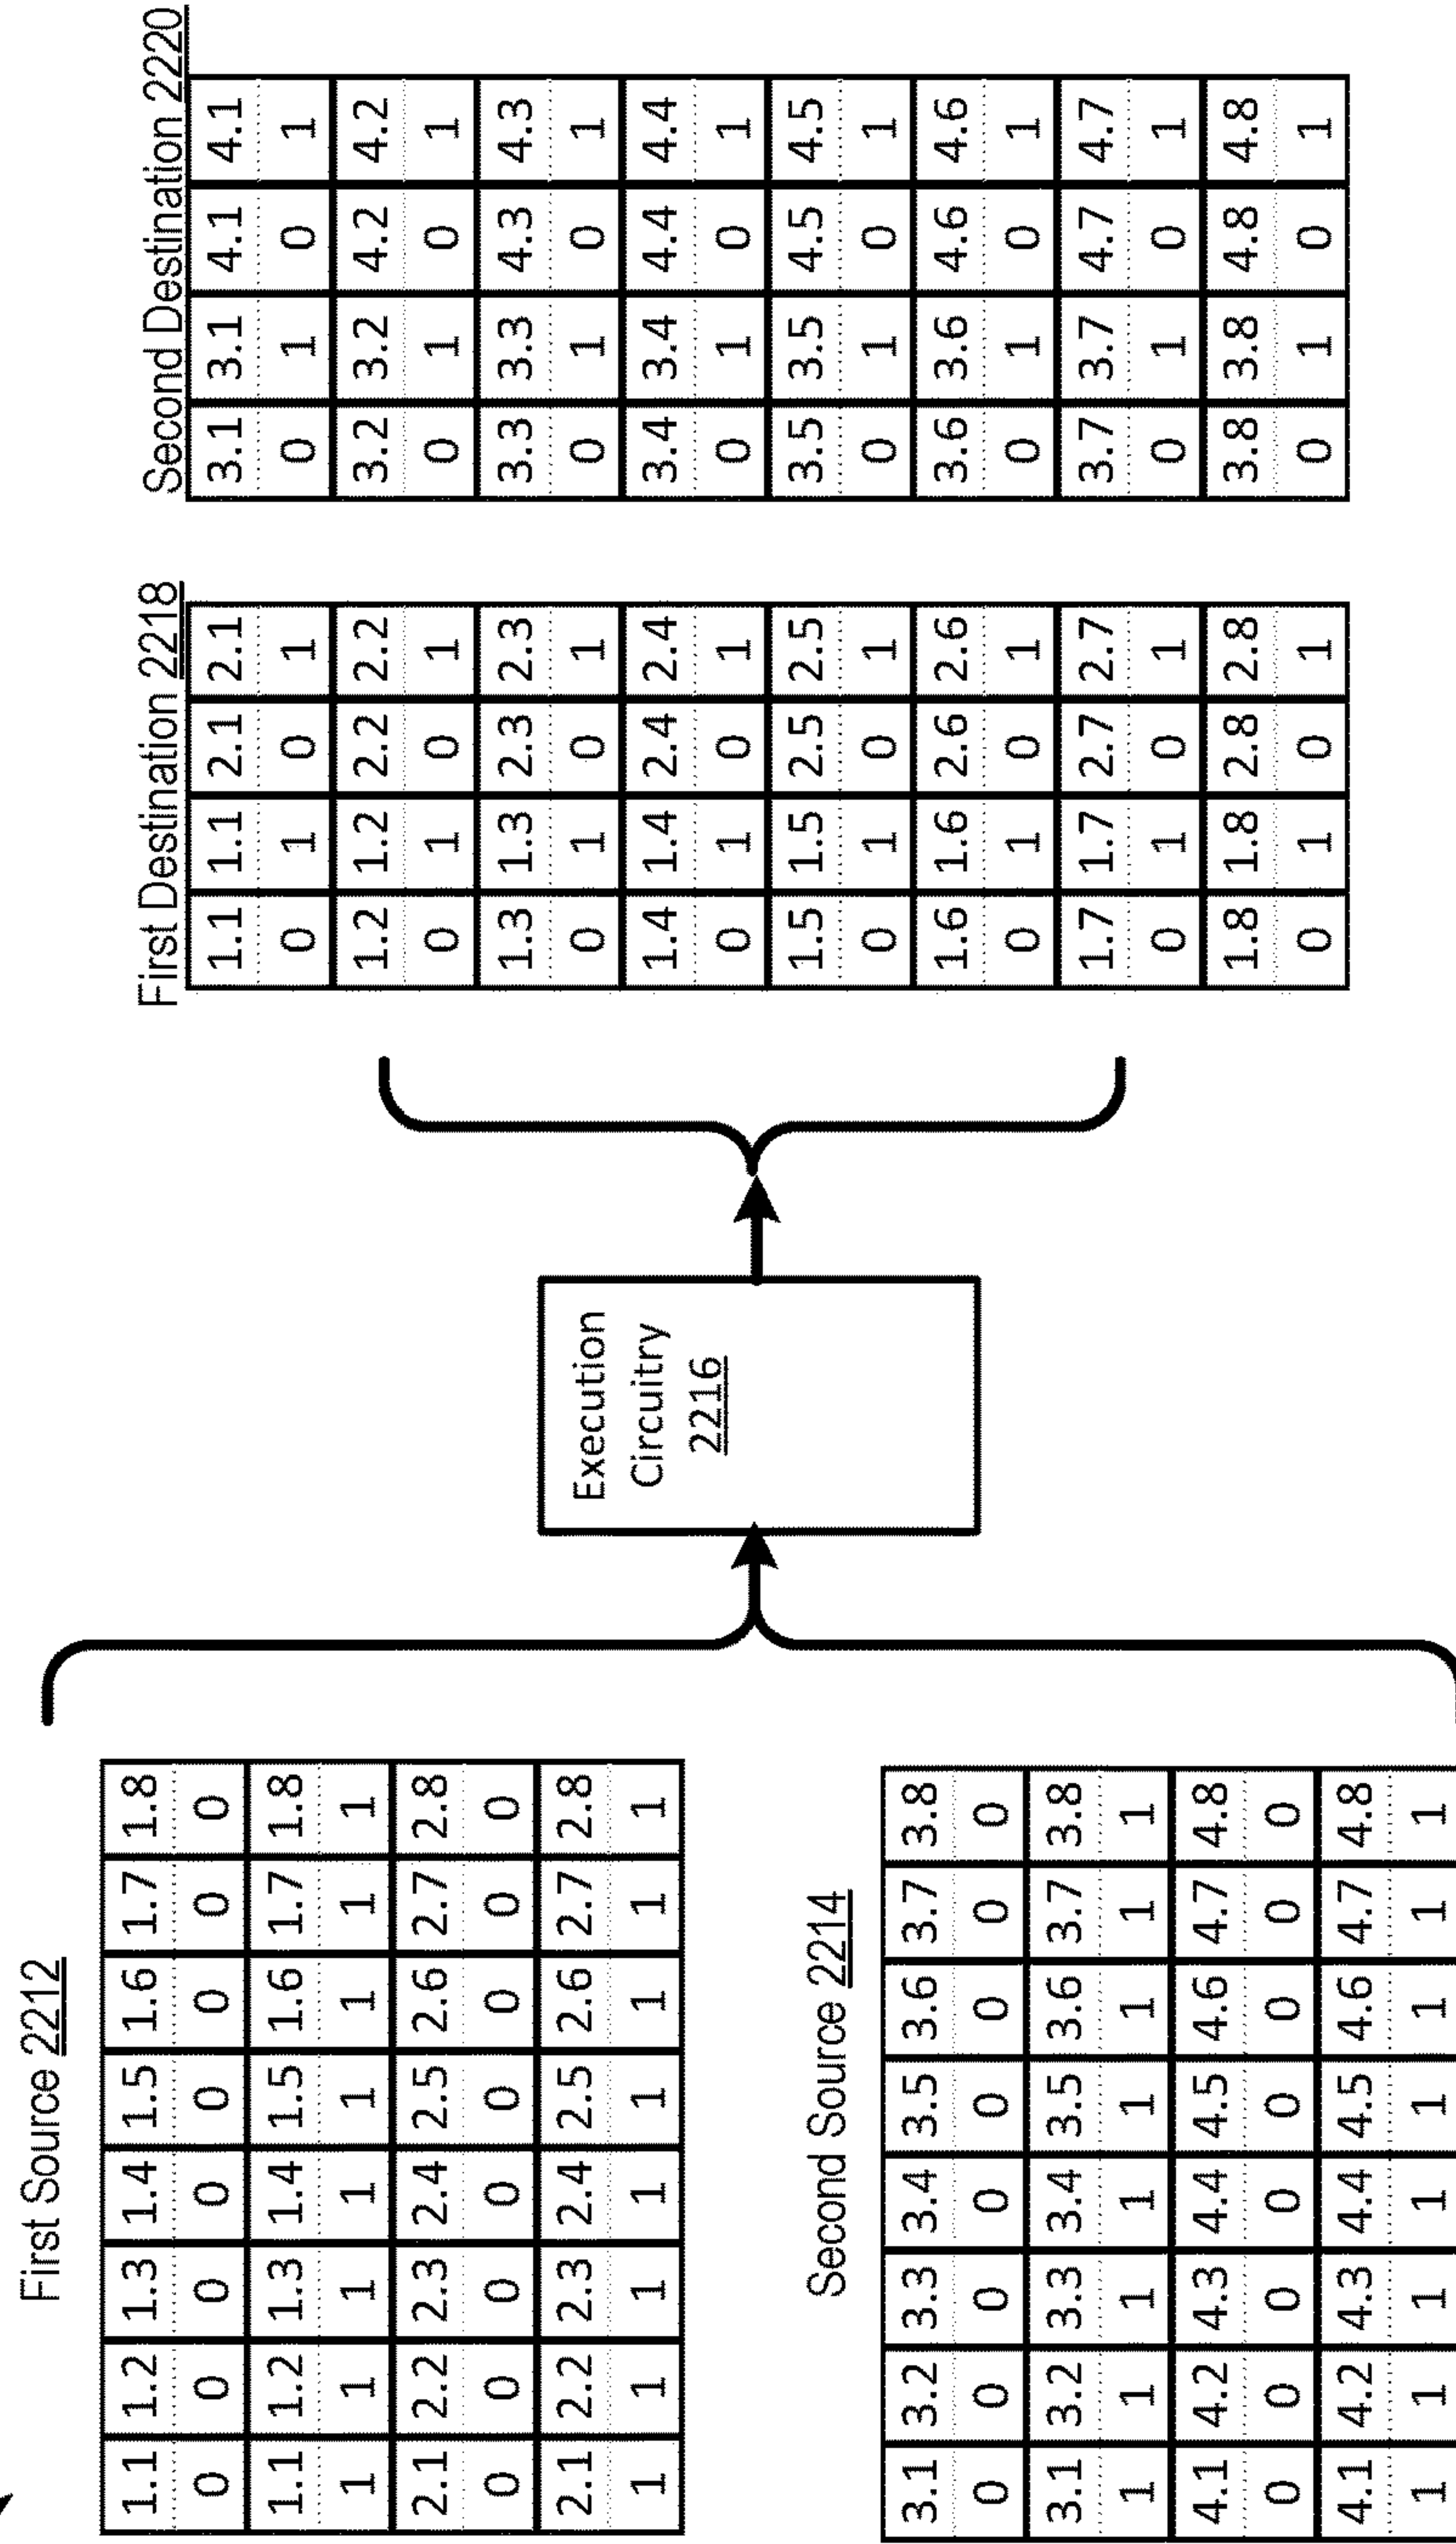 First Source 2212
1.1 1.2 1.3 1.4 1.5 1.6 1.7 1.8
0 0 0 0 0 0 0 0
1.1 1.2 1.3 1.4 1.5 1.6 1.7 1.8
1 1 1 1 1 1 1 1
2.1 2.2 2.3 2.4 2.5 2.6 2.7 2.8
0 0 0 0 0 0 0 0
2.1 2.2 2.3 2.4 2.5 2.6 2.7 2.8
1 1 1 1 1 1 1 1
Second Source 2214
3.1 3.2 3.3 3.4 3.5 3.6 3.7 3.8
0 0 0 0 0 0 0 0
3.1 3.2 3.3 3.4 3.5 3.6 3.7 3.8
1 1 1 1 1 1 1 1
4.1 4.2 4.3 4.4 4.5 4.6 4.7 4.8
0 0 0 0 0 0 0 0
4.1 4.2 4.3 4.4 4.5 4.6 4.7 4.8
1 1 1 1 1 1 1 1
Execution
Circuitry
2216
First Destination 2218
1.1 1.1 2.1 2.1
0 1 0 1
1.2 1.2 2.2 2.2
0 1 0 1
1.3 1.3 2.3 2.3
0 1 0 1
1.4 1.4 2.4 2.4
0 1 0 1
1.5 1.5 2.5 2.5
0 1 0 1
1.6 1.6 2.6 2.6
0 1 0 1
1.7 1.7 2.7 2.7
0 1 0 1
1.8 1.8 2.8 2.8
0 1 0 1
Second Destination 2220
3.1 3.1 4.1 4.1
0 1 0 1
3.2 3.2 4.2 4.2
0 1 0 1
3.3 3.3 4.3 4.3
0 1 0 1
3.4 3.4 4.4 4.4
0 1 0 1
3.5 3.5 4.5 4.5
0 1 0 1
3.6 3.6 4.6 4.6
0 1 0 1
3.7 3.7 4.7 4.7
0 1 0 1
3.8 3.8 4.8 4.8
0 1 0 1